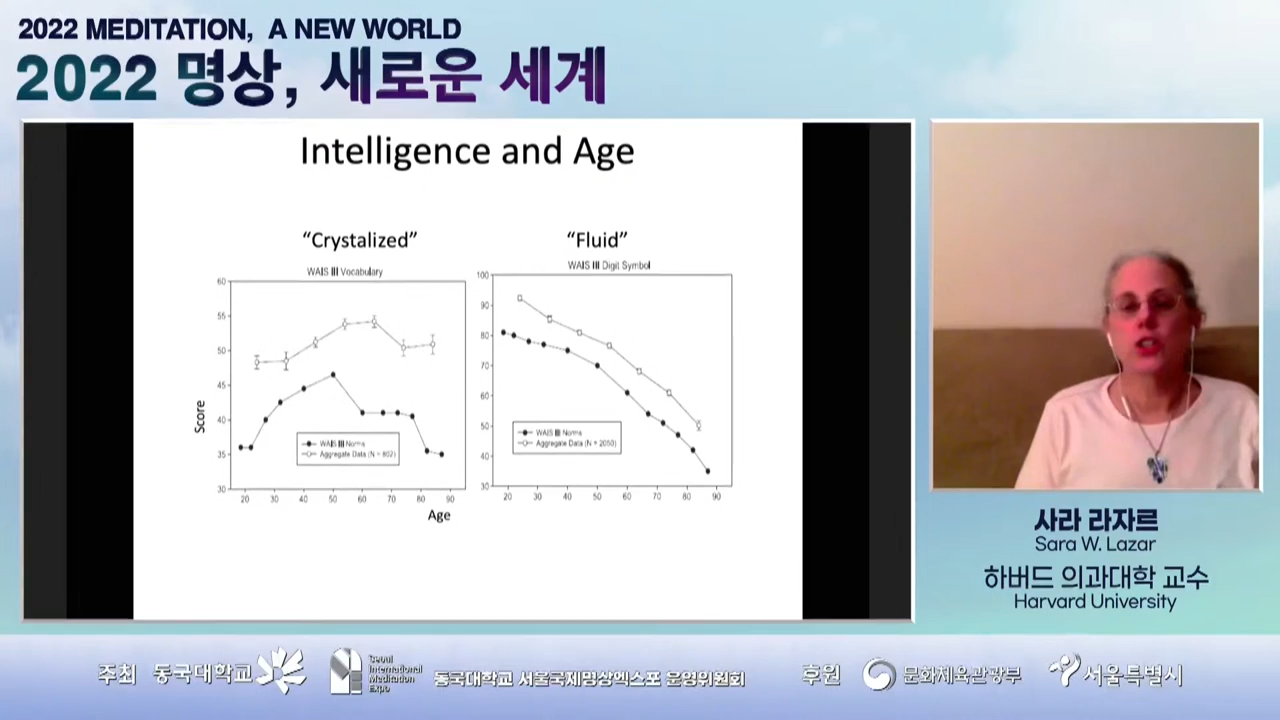 2022 MEDITATION, A NEW WORLD
2022 명상, 새로운 세계
Intelligence and Age
“Crystalized”
“Fluid”
WAIS III Vocabulary
WAIS III Digit Symbol
60
55
50
45
40
35
30
Score
WAIS III Norms
Aggregate Data (N = 802)
20 30 40 50 60 70 80 90
Age
100
90
80
70
60
50
40
30
WAIS III Norms
Aggregate Data (N = 2050)
20 30 40 50 60 70 80 90
사라 라자르
Sara W. Lazar
하버드 의과대학 교수
Harvard University
주최 동국대학교
Seoul
International
Meditation
Expo
동국대학교 서울국제명상엑스포 운영위원회
후원 문화체육관광부 서울특별시